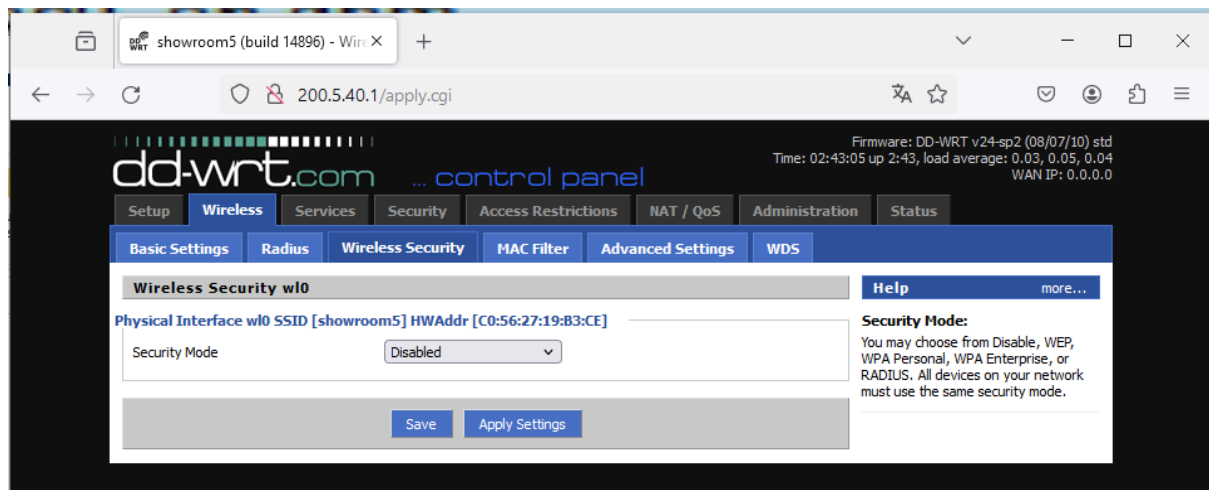 showroom5 (build 14896) - Wire
200.5.40.1/apply.cgi
Firmware: DD-WRT v24-sp2 (08/07/10) std
Time: 02:43:05 up 2:43, load average: 0.03, 0.05, 0.04
WAN IP: 0.0.0.0
dd-wrt.com ... control panel
Setup Wireless Services Security Access Restrictions NAT / QoS Administration Status
Basic Settings Radius Wireless Security MAC Filter Advanced Settings WDS
Wireless Security wl0
Physical Interface wl0 SSID [showroom5] HWAddr [C0:56:27:19:B3:CE]
Security Mode Disabled
Save Apply Settings
Help more...
Security Mode:
You may choose from Disable, WEP,
WPA Personal, WPA Enterprise, or
RADIUS. All devices on your network
must use the same security mode.